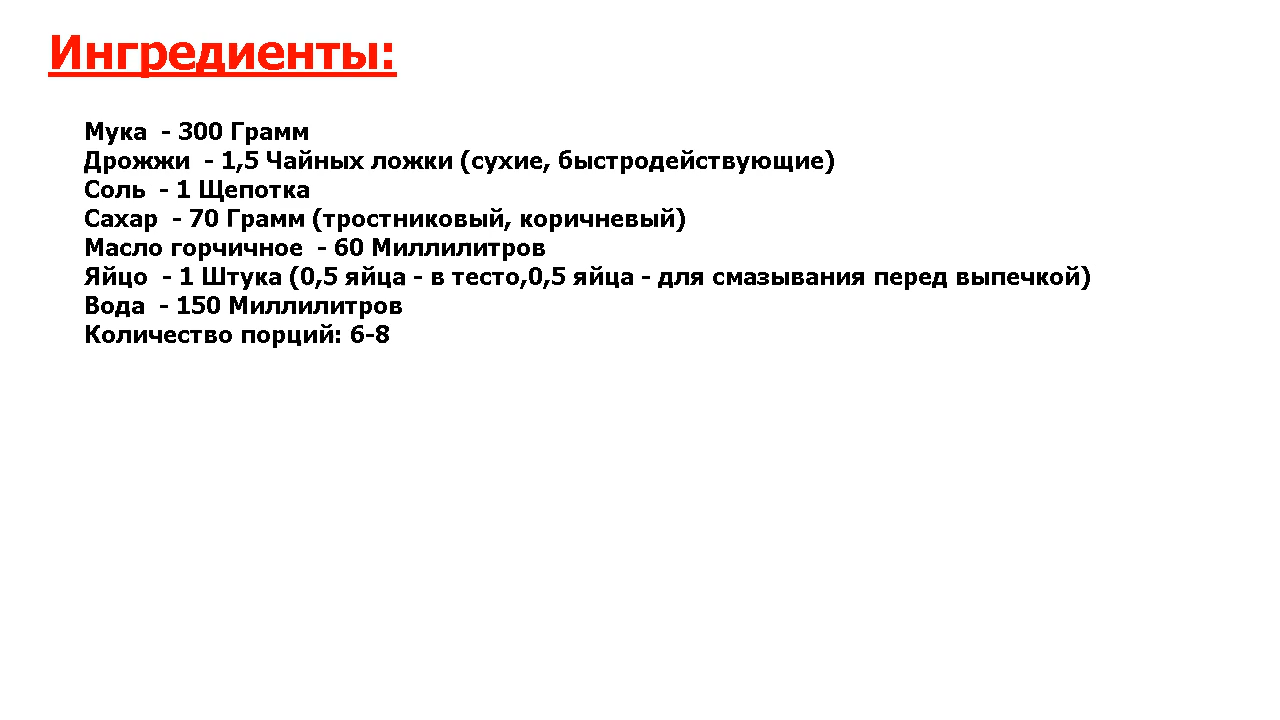 Ингредиенты:
Мука  - 300 Грамм
Дрожжи  - 1,5 Чайных ложки (сухие, быстродействующие)
Соль  - 1 Щепотка
Сахар  - 70 Грамм (тростниковый, коричневый)
Масло горчичное  - 60 Миллилитров
Яйцо  - 1 Штука (0,5 яйца - в тесто,0,5 яйца - для смазывания перед выпечкой)
Вода  - 150 Миллилитров
Количество порций: 6-8